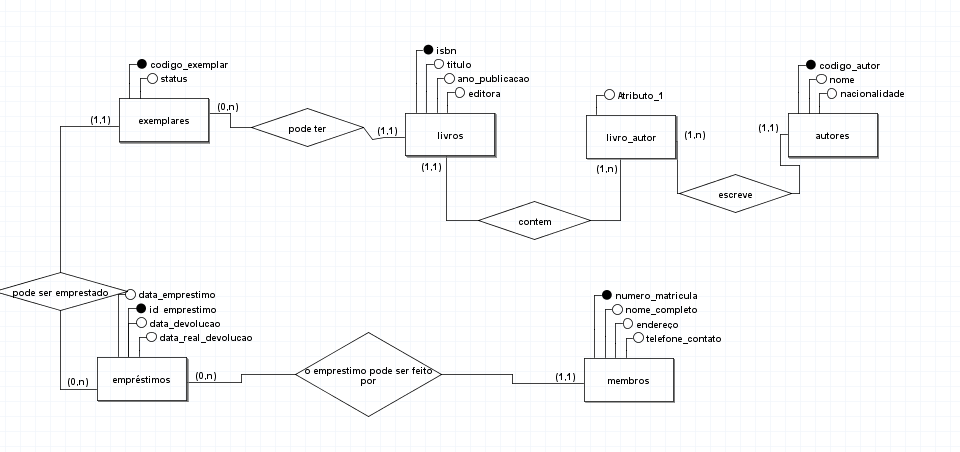 codigo_exemplar
status
exemplares
(0,n)
(1,1)
pode ter
isbn
titulo
ano_publicacao
editora
(1,1)
livros
(1,1)
Atributo_1
livro_autor
(1,n)
(1,n)
contem
codigo_autor
nome
nacionalidade
(1,1)
autores
escreve
pode ser emprestado
data_emprestimo
id_emprestimo
data_devolucao
data_real_devolucao
(0,n)
empréstimos
(0,n)
o emprestimo pode ser feito
por
(1,1)
numero_matricula
nome_completo
endereço
telefone_contato
membros